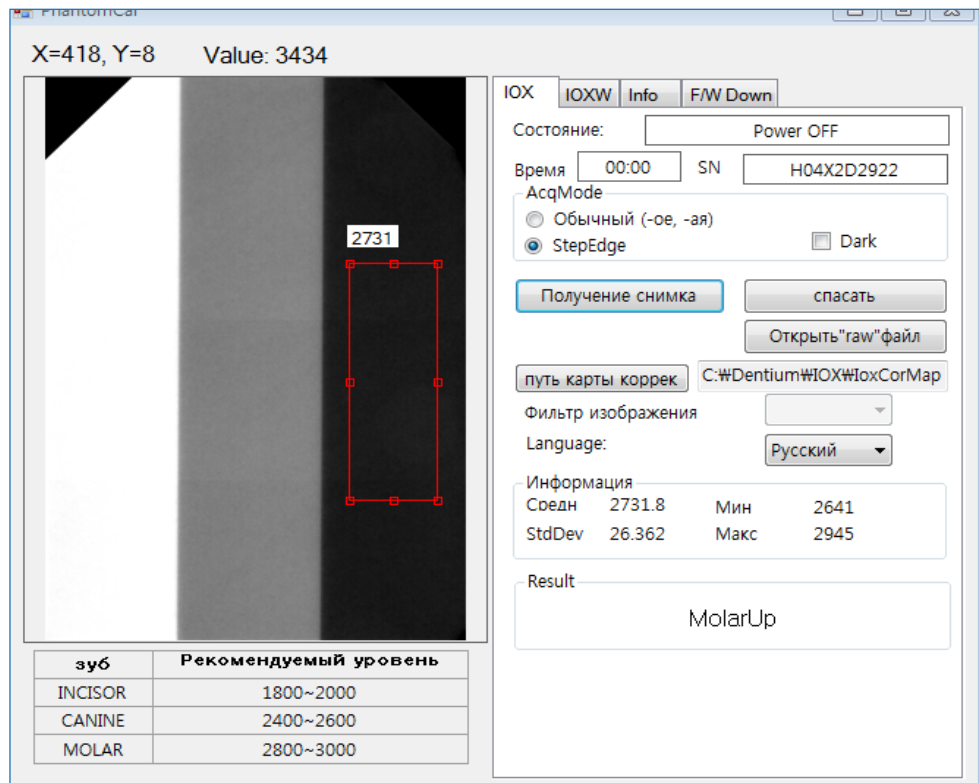 PhantomCal
X=418, Y=8 Value: 3434
2731
зуб Рекомендуемый уровень
INCISOR 1800~2000
CANINE 2400~2600
MOLAR 2800~3000
IOX IOXW Info F/W Down
Состояние: Power OFF
Время 00:00 SN H04X2D2922
AcqMode
Обычный (-ое, -ая)
StepEdge Dark
Получение снимка спасать
Открыть"raw"файл
путь карты коррек C:₩Dentium₩IOX₩IoxCorMap
Фильтр изображения
Language: Русский
Информация
Средн 2731.8 Мин 2641
StdDev 26.362 Макс 2945
Result
MolarUp